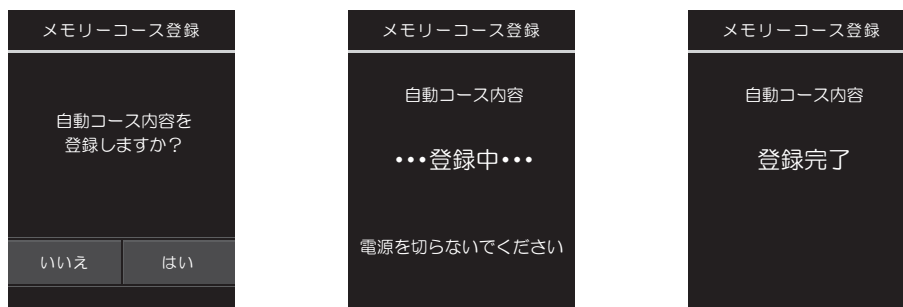 メモリーコース登録
自動コース内容を
登録しますか？
いいえ
はい
メモリーコース登録
自動コース内容
•••登録中•••
電源を切らないでください
メモリーコース登録
自動コース内容
登録完了